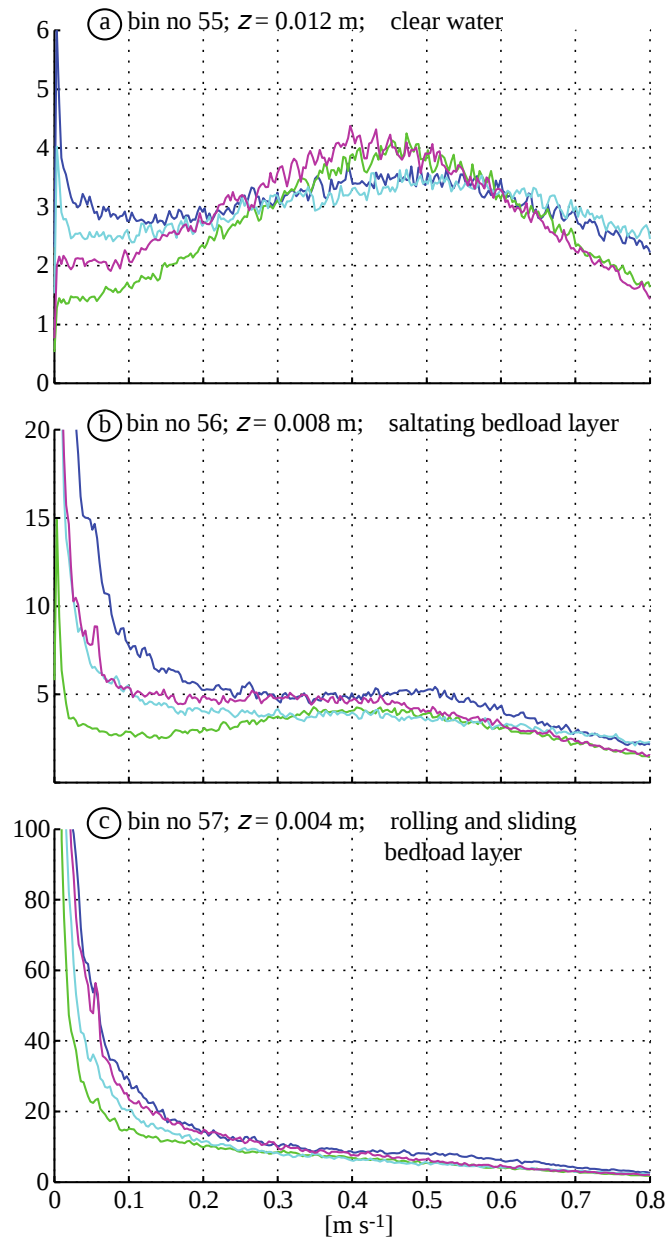 a bin no 55; z = 0.012 m; clear water
6
5
4
3
2
1
0
b bin no 56; z = 0.008 m; saltating bedload layer
20
15
10
5
c bin no 57; z = 0.004 m; rolling and sliding
bedload layer
100
80
60
40
20
0
0 0.1 0.2 0.3 0.4 0.5 0.6 0.7 0.8
[m s-1]